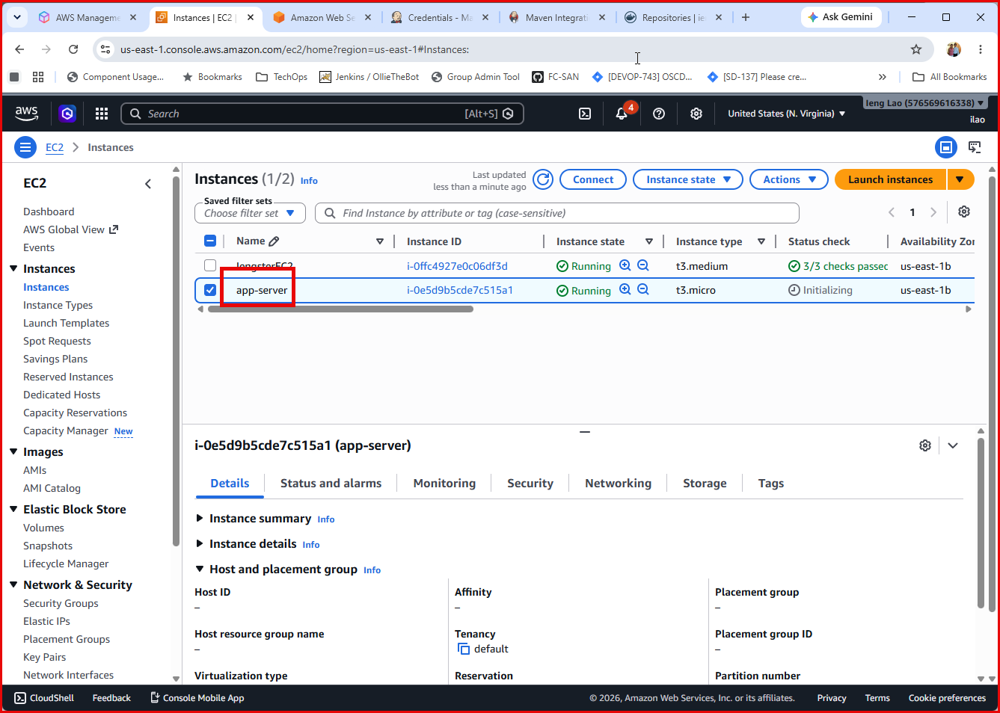 AWS Manageme
Instances | EC2 |
Amazon Web Se
Credentials - Ma
Maven Integrati
Repositories | ie
Ask Gemini
us-east-1.console.aws.amazon.com/ec2/home?region=us-east-1#Instances:
Component Usage...
Bookmarks
TechOps
Jenkins / OllieTheBot
Group Admin Tool
FC-SAN
[DEVOP-743] OSCD...
[SD-137] Please cre...
»
All Bookmarks
aws
Search
[Alt+S]
4
United States (N. Virginia)
Ieng Lao (576569616338)
ilao
EC2
Instances
EC2
Dashboard
AWS Global View
Events
Instances
Instances
Instance Types
Launch Templates
Spot Requests
Savings Plans
Reserved Instances
Dedicated Hosts
Capacity Reservations
Capacity Manager New
Images
AMIs
AMI Catalog
Elastic Block Store
Volumes
Snapshots
Lifecycle Manager
Network & Security
Security Groups
Elastic IPs
Placement Groups
Key Pairs
Network Interfaces
Instances (1/2) Info
Last updated
less than a minute ago
Connect
Instance state
Actions
Launch instances
Saved filter sets
Choose filter set
Find Instance by attribute or tag (case-sensitive)
1
Name Instance ID Instance state Instance type Status check Availability Zon
IengsterEC2 i-0ffc4927e0c06df3d Running t3.medium 3/3 checks passec us-east-1b
app-server i-0e5d9b5cde7c515a1 Running t3.micro Initializing us-east-1b
i-0e5d9b5cde7c515a1 (app-server)
Details Status and alarms Monitoring Security Networking Storage Tags
Instance summary Info
Instance details Info
Host and placement group Info
Host ID Affinity Placement group
– – –
Host resource group name Tenancy Placement group ID
– default –
Virtualization type Reservation Partition number
CloudShell Feedback Console Mobile App © 2026, Amazon Web Services, Inc. or its affiliates. Privacy Terms Cookie preferences